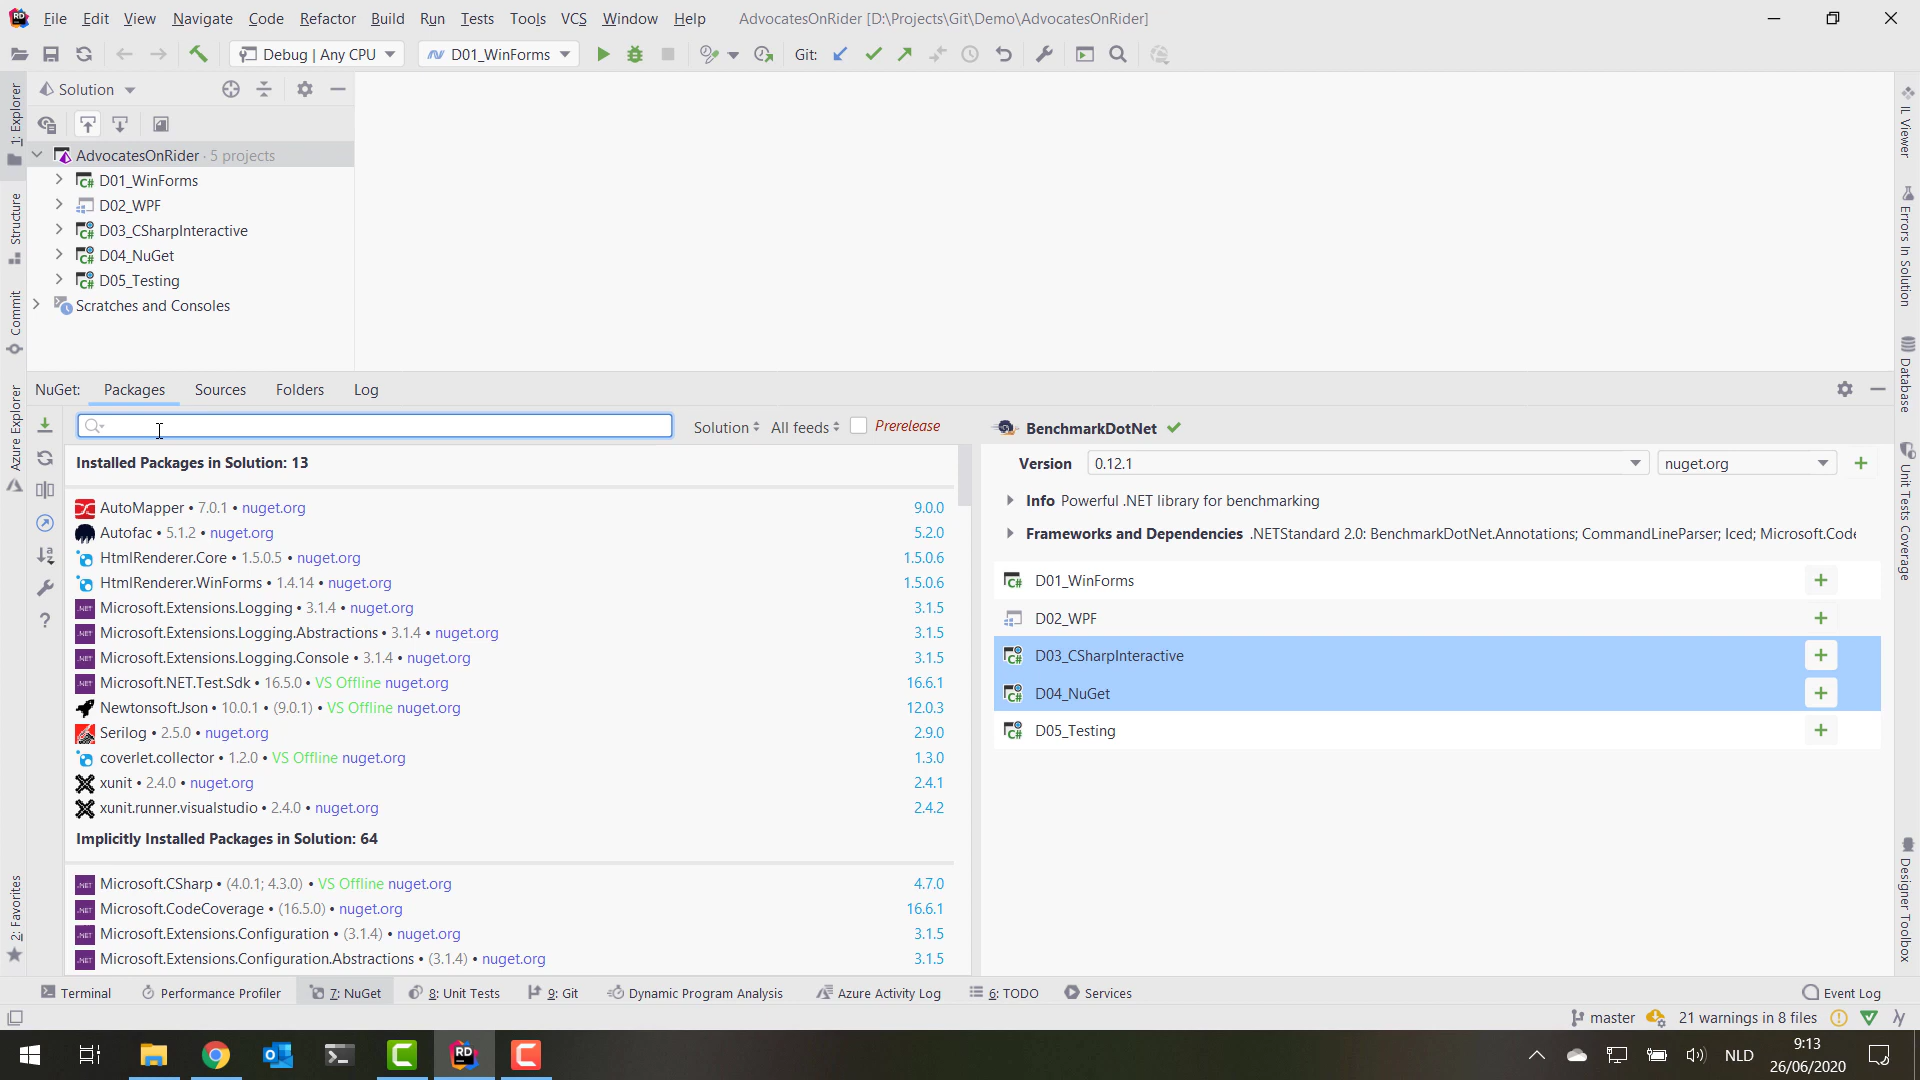 File Edit View Navigate Code Refactor Build Run Tests Tools VCS Window Help AdvocatesOnRider [D:\Projects\Git\Demo\AdvocatesOnRider]
Debug | Any CPU D01_WinForms Git:
Solution
1: Explorer
Structure
Commit
Azure Explorer
2: Favorites
AdvocatesOnRider · 5 projects
D01_WinForms
D02_WPF
D03_CSharpInteractive
D04_NuGet
D05_Testing
Scratches and Consoles
NuGet: Packages Sources Folders Log
Solution All feeds Prerelease
Installed Packages in Solution: 13
AutoMapper • 7.0.1 • nuget.org 9.0.0
Autofac • 5.1.2 • nuget.org 5.2.0
HtmlRenderer.Core • 1.5.0.5 • nuget.org 1.5.0.6
HtmlRenderer.WinForms • 1.4.14 • nuget.org 1.5.0.6
Microsoft.Extensions.Logging • 3.1.4 • nuget.org 3.1.5
Microsoft.Extensions.Logging.Abstractions • 3.1.4 • nuget.org 3.1.5
Microsoft.Extensions.Logging.Console • 3.1.4 • nuget.org 3.1.5
Microsoft.NET.Test.Sdk • 16.5.0 • VS Offline nuget.org 16.6.1
Newtonsoft.Json • 10.0.1 • (9.0.1) • VS Offline nuget.org 12.0.3
Serilog • 2.5.0 • nuget.org 2.9.0
coverlet.collector • 1.2.0 • VS Offline nuget.org 1.3.0
xunit • 2.4.0 • nuget.org 2.4.1
xunit.runner.visualstudio • 2.4.0 • nuget.org 2.4.2
Implicitly Installed Packages in Solution: 64
Microsoft.CSharp • (4.0.1; 4.3.0) • VS Offline nuget.org 4.7.0
Microsoft.CodeCoverage • (16.5.0) • nuget.org 16.6.1
Microsoft.Extensions.Configuration • (3.1.4) • nuget.org 3.1.5
Microsoft.Extensions.Configuration.Abstractions • (3.1.4) • nuget.org 3.1.5
BenchmarkDotNet
Version 0.12.1 nuget.org
Info Powerful .NET library for benchmarking
Frameworks and Dependencies .NETStandard 2.0: BenchmarkDotNet.Annotations; CommandLineParser; Iced; Microsoft.Code
D01_WinForms
D02_WPF
D03_CSharpInteractive
D04_NuGet
D05_Testing
IL Viewer
Errors In Solution
Database
Unit Tests Coverage
Designer Toolbox
Terminal Performance Profiler 7: NuGet 8: Unit Tests 9: Git Dynamic Program Analysis Azure Activity Log 6: TODO Services Event Log
master 21 warnings in 8 files
NLD 9:13
26/06/2020